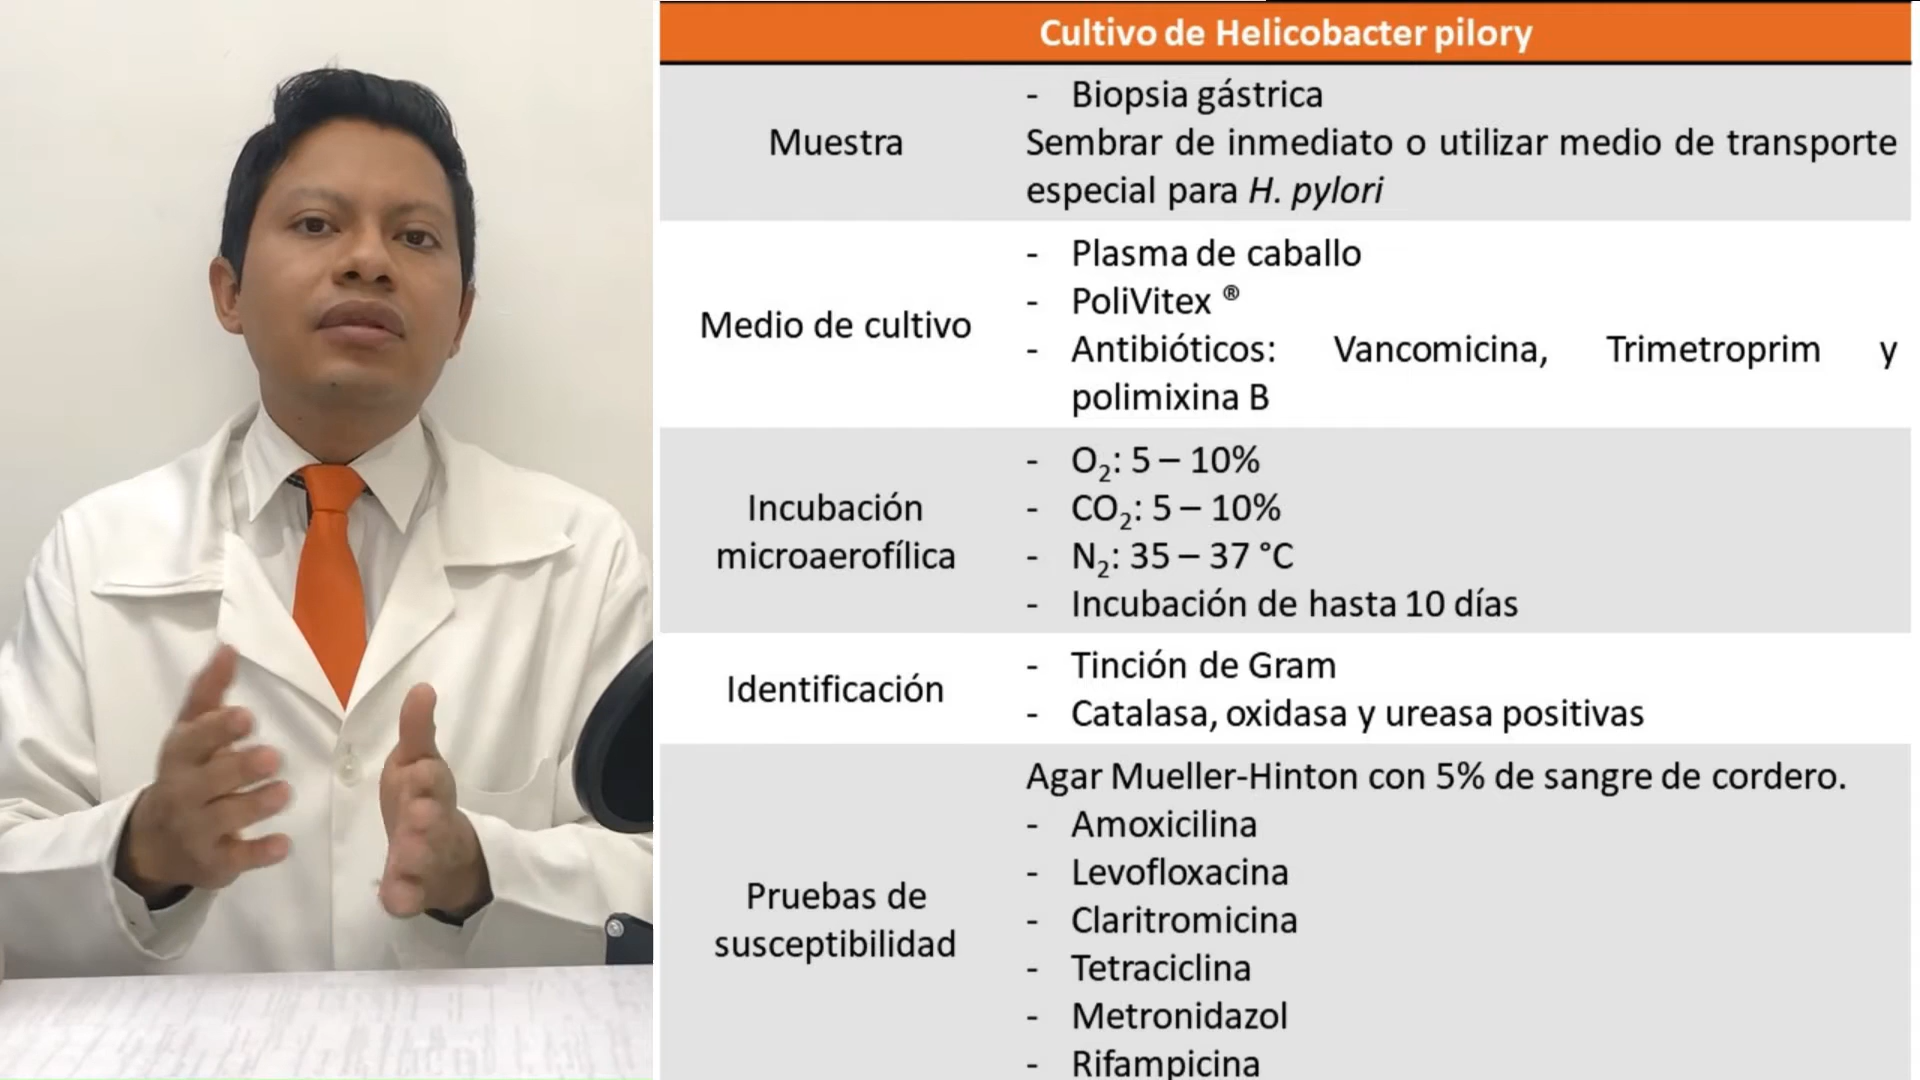 Cultivo de Helicobacter pilory
Muestra
- Biopsia gástrica
Sembrar de inmediato o utilizar medio de transporte
especial para H. pylori
Medio de cultivo
- Plasma de caballo
- PoliVitex ®
- Antibióticos: Vancomicina, Trimetroprim y
polimixina B
Incubación
microaerofílica
- O₂: 5 – 10%
- CO₂: 5 – 10%
- N₂: 35 – 37 °C
- Incubación de hasta 10 días
Identificación
- Tinción de Gram
- Catalasa, oxidasa y ureasa positivas
Pruebas de
susceptibilidad
Agar Mueller-Hinton con 5% de sangre de cordero.
- Amoxicilina
- Levofloxacina
- Claritromicina
- Tetraciclina
- Metronidazol
- Rifampicina